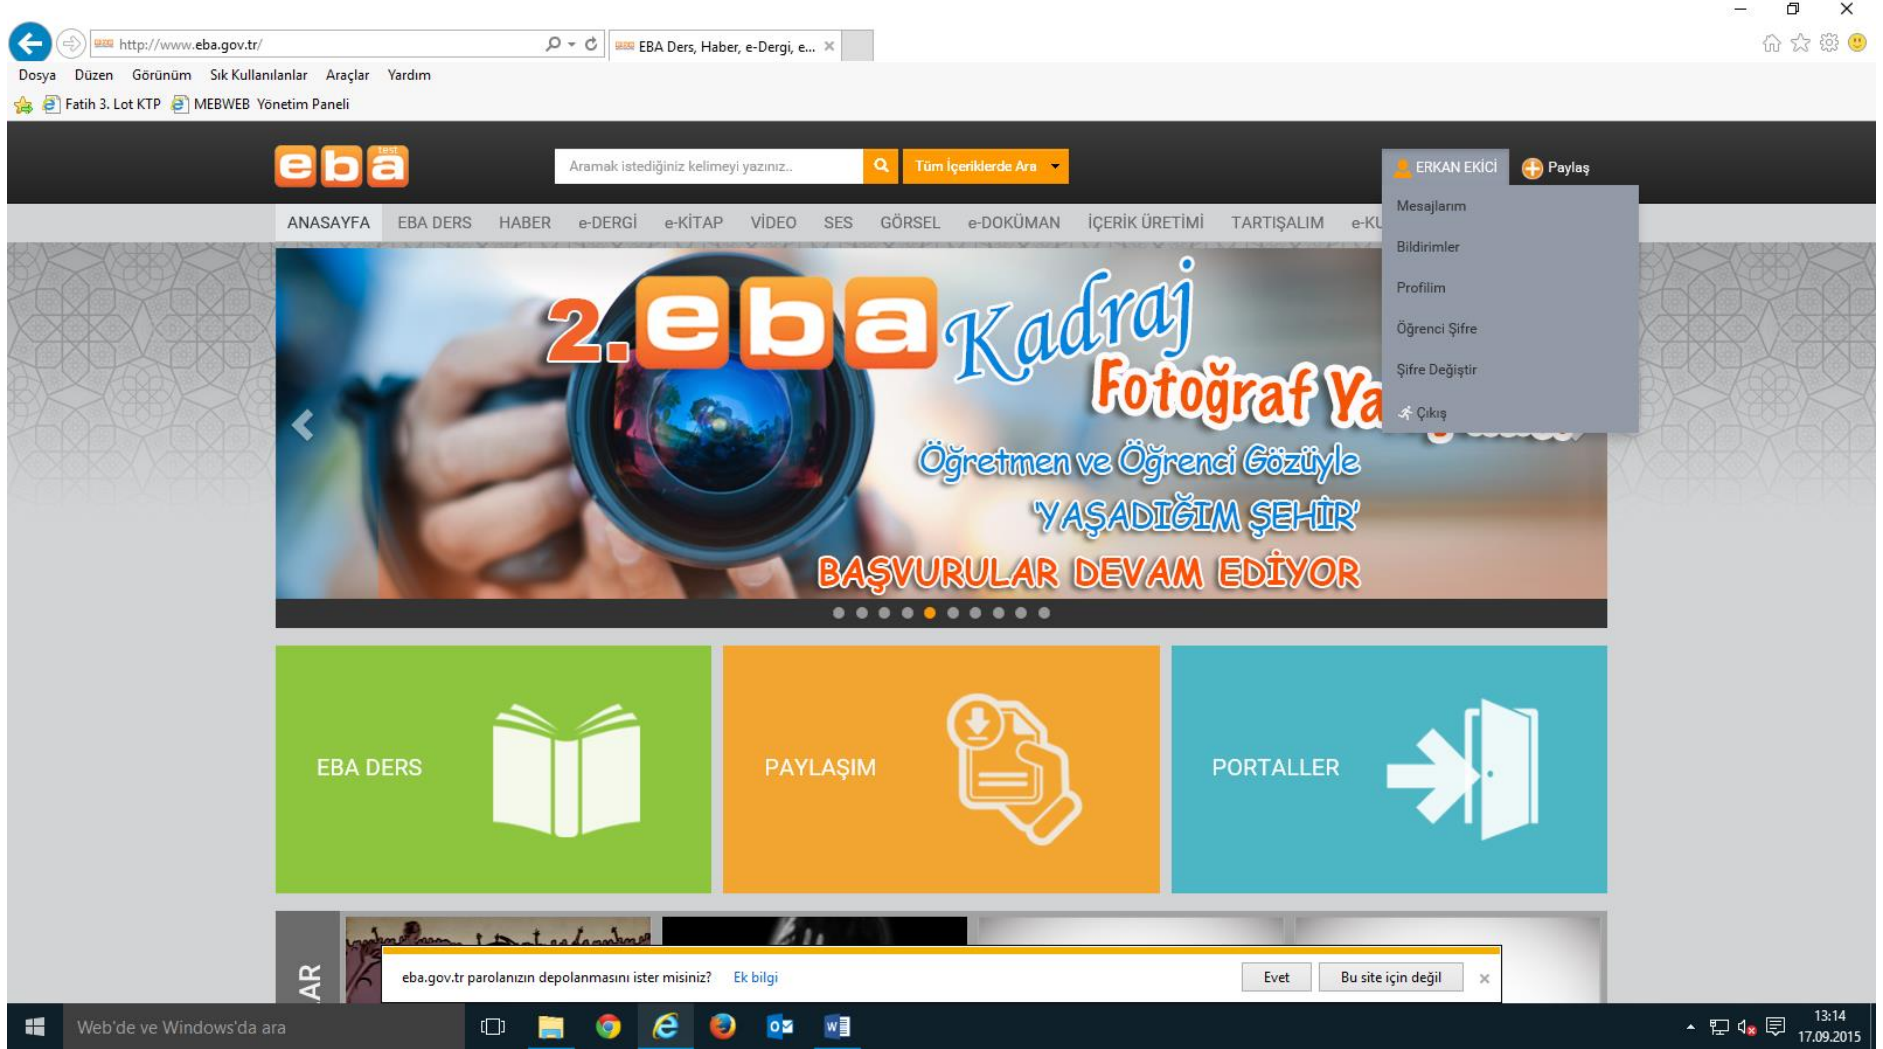 http://www.eba.gov.tr/
EBA Ders, Haber, e-Dergi, e...
Dosya Düzen Görünüm Sık Kullanılanlar Araçlar Yardım
Fatih 3. Lot KTP MEBWEB Yönetim Paneli
eba test
Aramak istediğiniz kelimeyi yazınız..
Tüm İçeriklerde Ara
ERKAN EKİCİ
Paylaş
ANASAYFA EBA DERS HABER e-DERGİ e-KİTAP VİDEO SES GÖRSEL e-DOKÜMAN İÇERİK ÜRETİMİ TARTIŞALIM e-KU
Mesajlarım
Bildirimler
Profilim
Öğrenci Şifre
Şifre Değiştir
Çıkış
2. eba Kadraj
Fotoğraf Ya
Öğretmen ve Öğrenci Gözüyle
'YAŞADIĞIM ŞEHİR'
BAŞVURULAR DEVAM EDİYOR
EBA DERS
PAYLAŞIM
PORTALLER
AR
eba.gov.tr parolanızın depolanmasını ister misiniz? Ek bilgi
Evet
Bu site için değil
Web'de ve Windows'da ara
13:14
17.09.2015